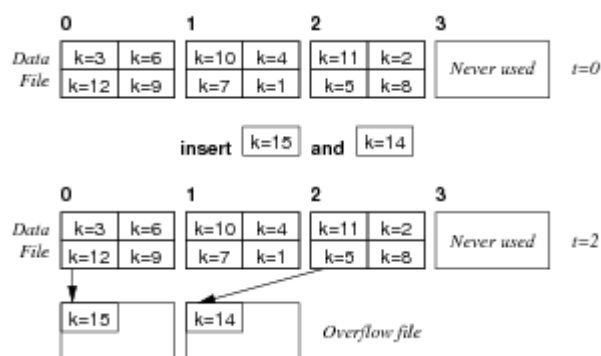 0 1 2 3
Data File k=3 k=6 k=10 k=4 k=11 k=2 Never used t=0
k=12 k=9 k=7 k=1 k=5 k=8
insert k=15 and k=14
0 1 2 3
Data File k=3 k=6 k=10 k=4 k=11 k=2 Never used t=2
k=12 k=9 k=7 k=1 k=5 k=8
k=15 k=14 Overflow file